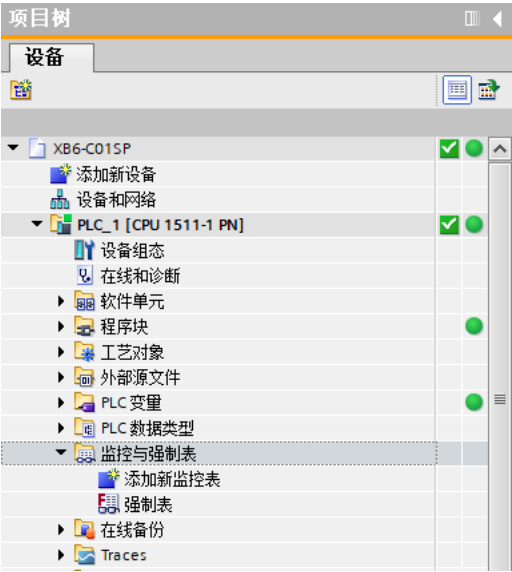 项目树
设备
XB6-C01SP
添加新设备
设备和网络
PLC_1 [CPU 1511-1 PN]
设备组态
在线和诊断
软件单元
程序块
工艺对象
外部源文件
PLC 变量
PLC 数据类型
监控与强制表
添加新监控表
强制表
在线备份
Traces